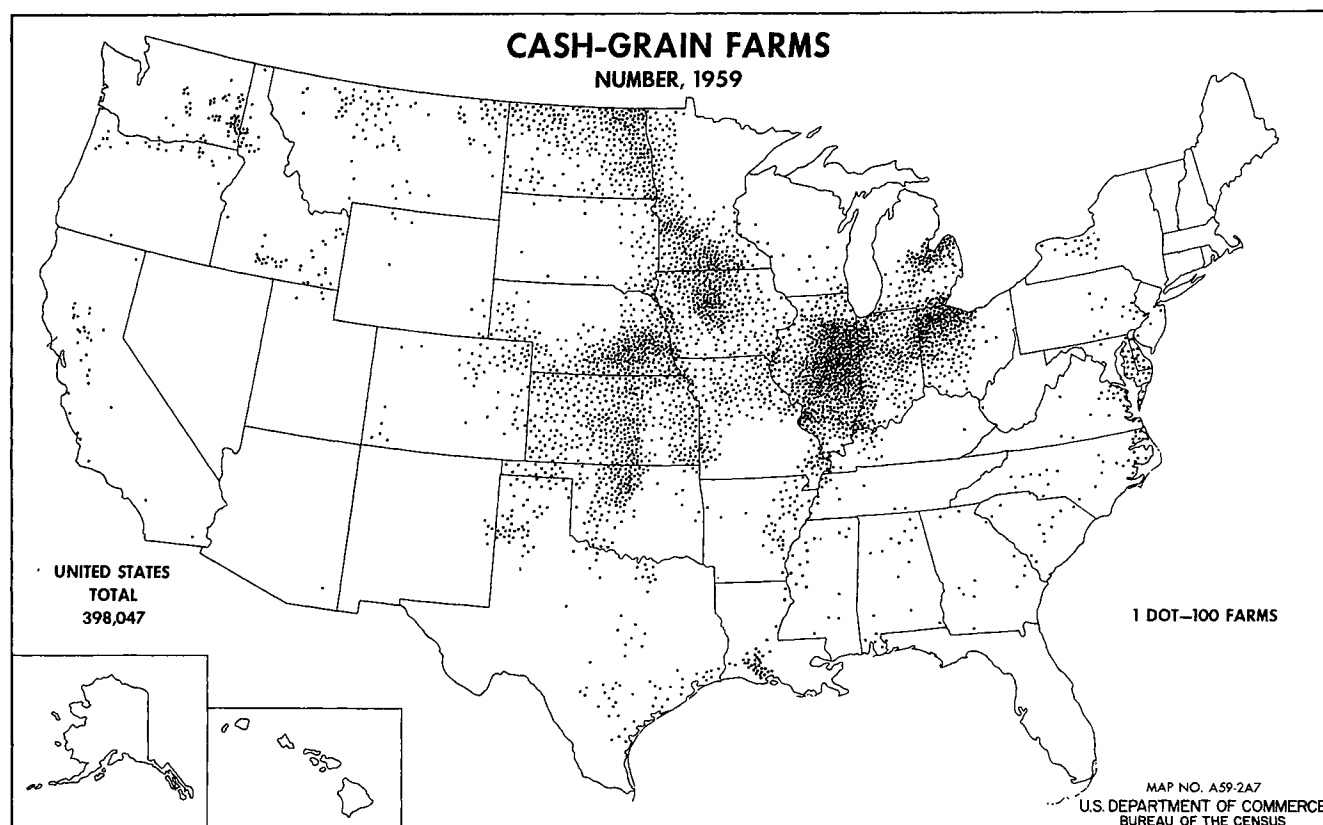 CASH-GRAIN FARMS
NUMBER, 1959
UNITED STATES
TOTAL
398,047
1 DOT—100 FARMS
MAP NO. A59-2A7
U.S. DEPARTMENT OF COMMERCE
BUREAU OF THE CENSUS